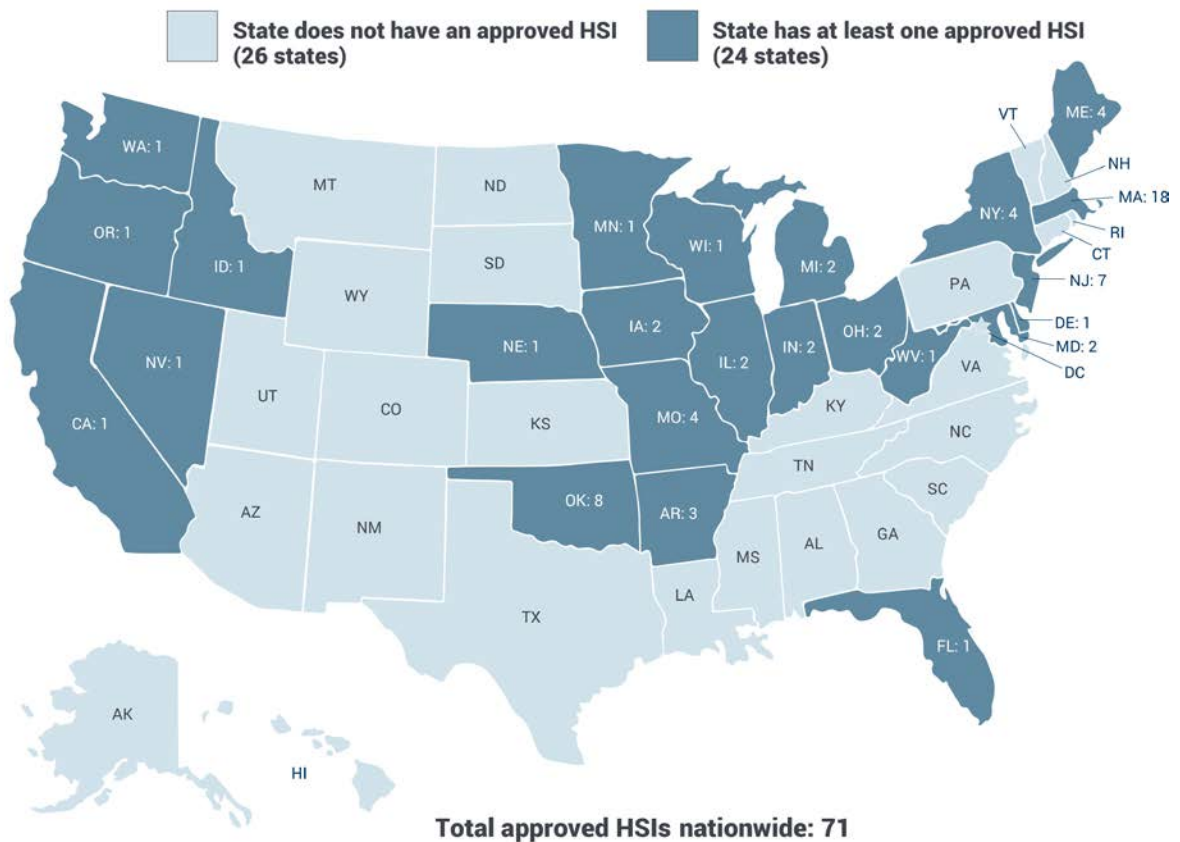 State does not have an approved HSI
(26 states)
State has at least one approved HSI
(24 states)
WA: 1
MT
ND
MN: 1
VT
ME: 4
NH
MA: 18
RI
CT
NY: 4
OR: 1
ID: 1
SD
WI: 1
MI: 2
WY
PA
NJ: 7
DE: 1
MD: 2
DC
NV: 1
UT
CO
NE: 1
IA: 2
IL: 2
IN: 2
OH: 2
WV: 1
VA
CA: 1
KS
MO: 4
KY
NC
TN
AZ
NM
OK: 8
AR: 3
SC
MS
AL
GA
TX
LA
FL: 1
AK
HI
Total approved HSIs nationwide: 71